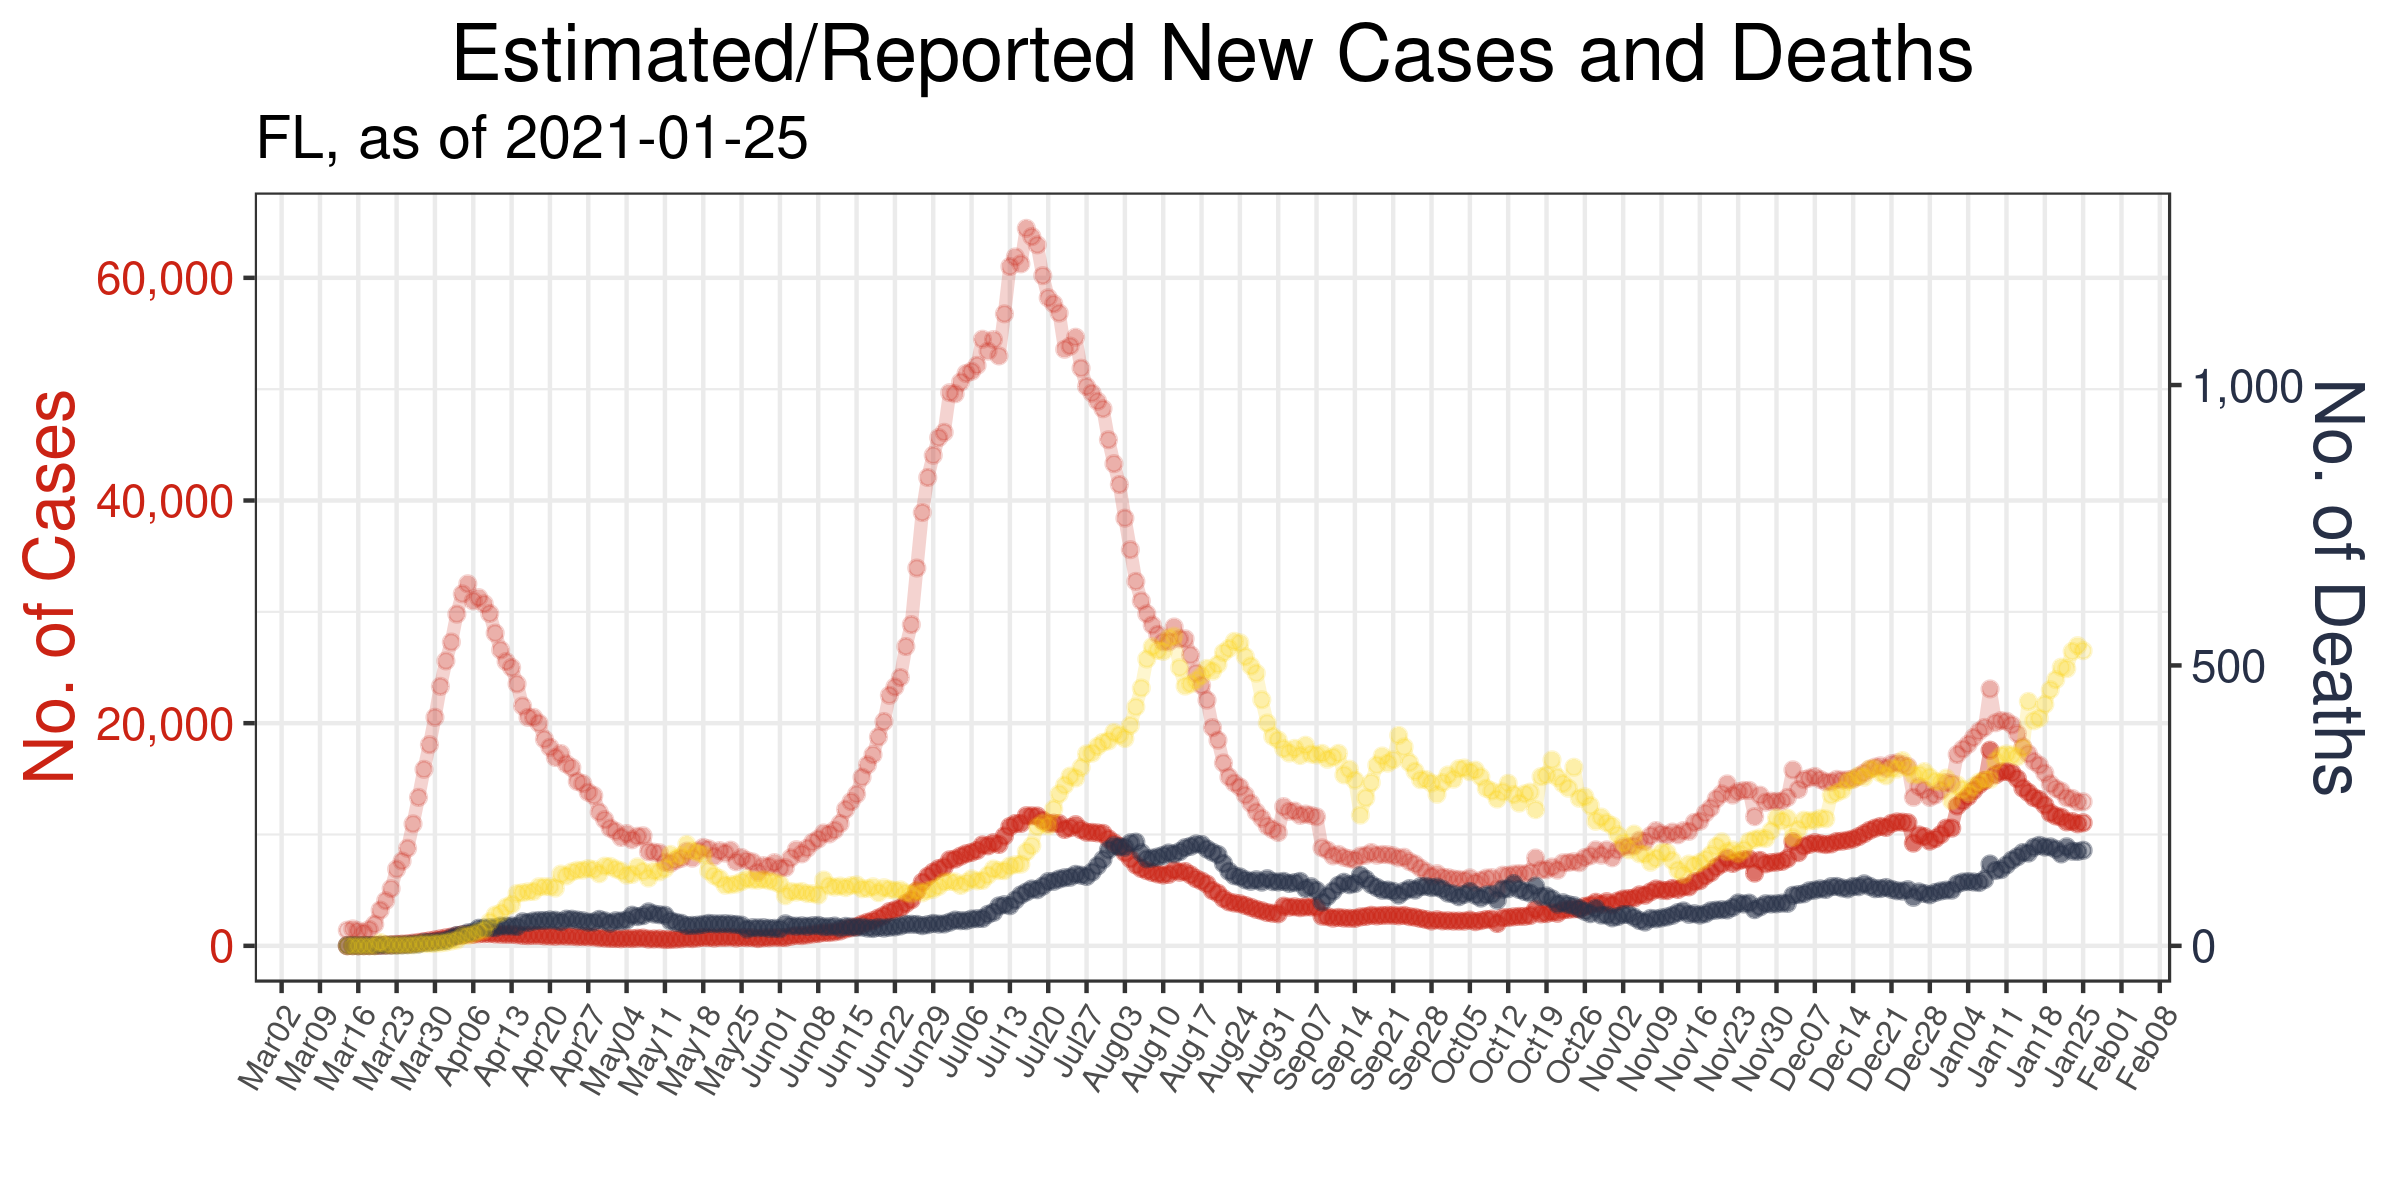 Estimated/Reported New Cases and Deaths
FL, as of 2021-01-25
No. of Cases
60,000
40,000
20,000
0
1,000
500
0
No. of Deaths
Mar02
Mar09
Mar16
Mar23
Mar30
Apr06
Apr13
Apr20
Apr27
May04
May11
May18
May25
Jun01
Jun08
Jun15
Jun22
Jun29
Jul06
Jul13
Jul20
Jul27
Aug03
Aug10
Aug17
Aug24
Aug31
Sep07
Sep14
Sep21
Sep28
Oct05
Oct12
Oct19
Oct26
Nov02
Nov09
Nov16
Nov23
Nov30
Dec07
Dec14
Dec21
Dec28
Jan04
Jan11
Jan18
Jan25
Feb01
Feb08